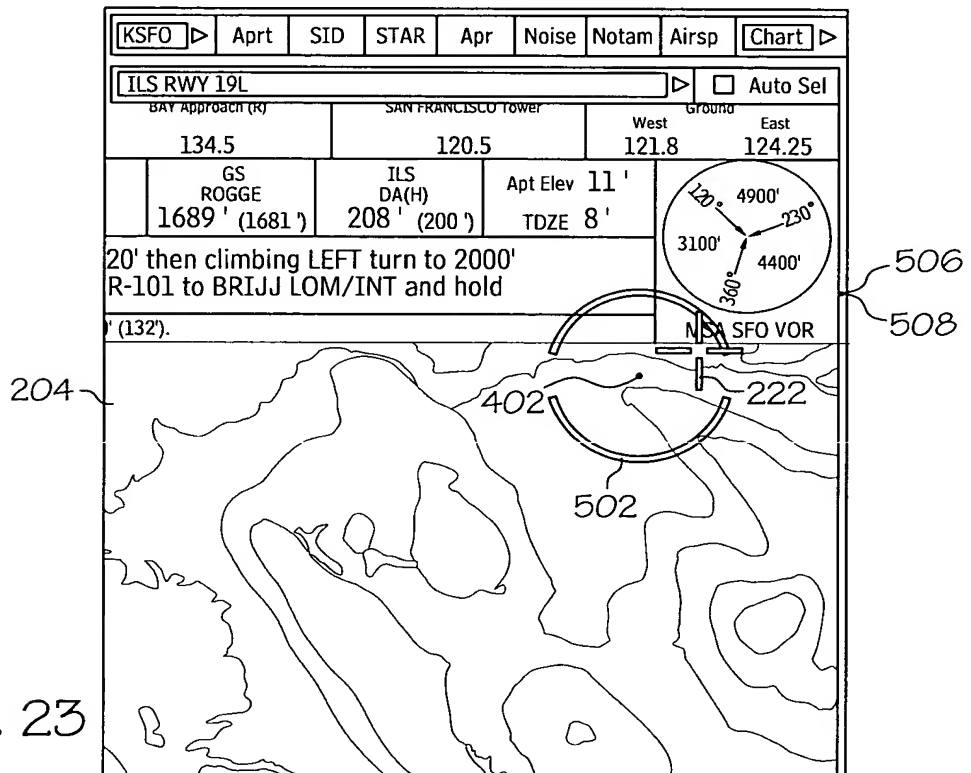 KSFO Aprt SID STAR Apr Noise Notam Airsp Chart
ILS RWY 19L Auto Sel
BAY Approach (R) SAN FRANCISCO Tower Ground
West East
134.5 120.5 121.8 124.25
GS ILS
ROGGE DA(H) Apt Elev 11 '
1689 ' (1681 ') 208 ' (200 ') TDZE 8 '
120° 4900' 230°
3100' 4400'
360°
20' then climbing LEFT turn to 2000'
R-101 to BRIJJ LOM/INT and hold
)' (132'). MSA SFO VOR
506
508
204
402 222
502
. 23